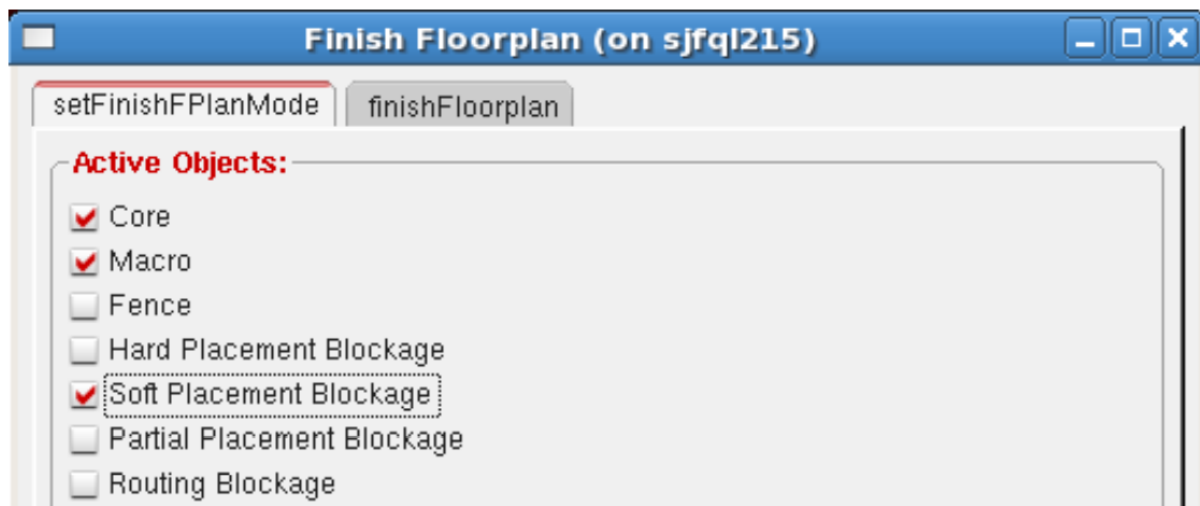 Finish Floorplan (on sjfql215)
setFinishFPlanMode finishFloorplan
Active Objects:
Core
Macro
Fence
Hard Placement Blockage
Soft Placement Blockage
Partial Placement Blockage
Routing Blockage